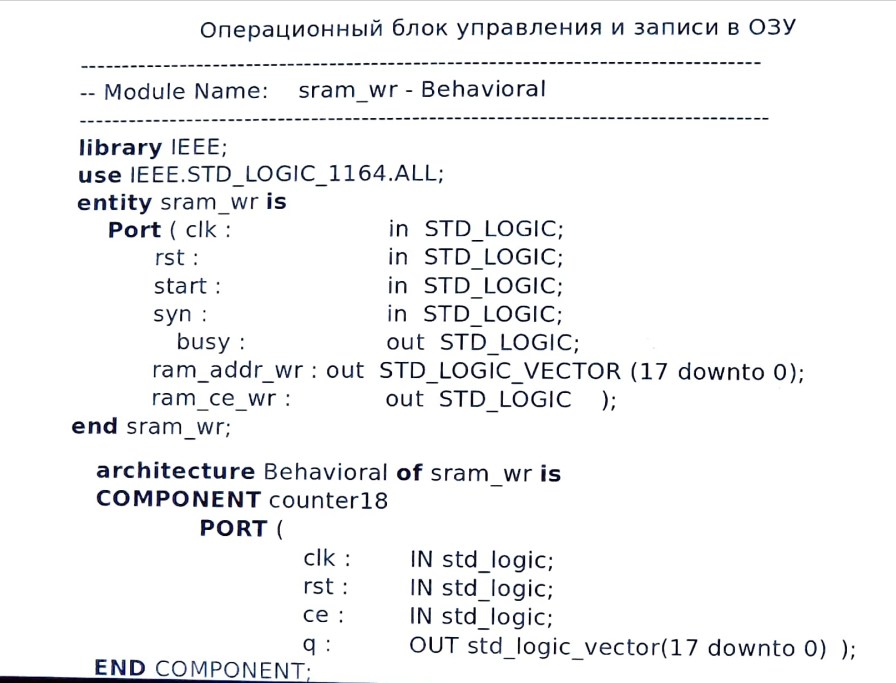 Операционный блок управления и записи в ОЗУ
--------------------------------------------------------------------------------
-- Module Name: sram_wr - Behavioral
--------------------------------------------------------------------------------
library IEEE;
use IEEE.STD_LOGIC_1164.ALL;
entity sram_wr is
Port ( clk : in STD_LOGIC;
rst : in STD_LOGIC;
start : in STD_LOGIC;
syn : in STD_LOGIC;
busy : out STD_LOGIC;
ram_addr_wr : out STD_LOGIC_VECTOR (17 downto 0);
ram_ce_wr : out STD_LOGIC );
end sram_wr;
architecture Behavioral of sram_wr is
COMPONENT counter18
PORT (
clk : IN std_logic;
rst : IN std_logic;
ce : IN std_logic;
q : OUT std_logic_vector(17 downto 0) );
END COMPONENT;